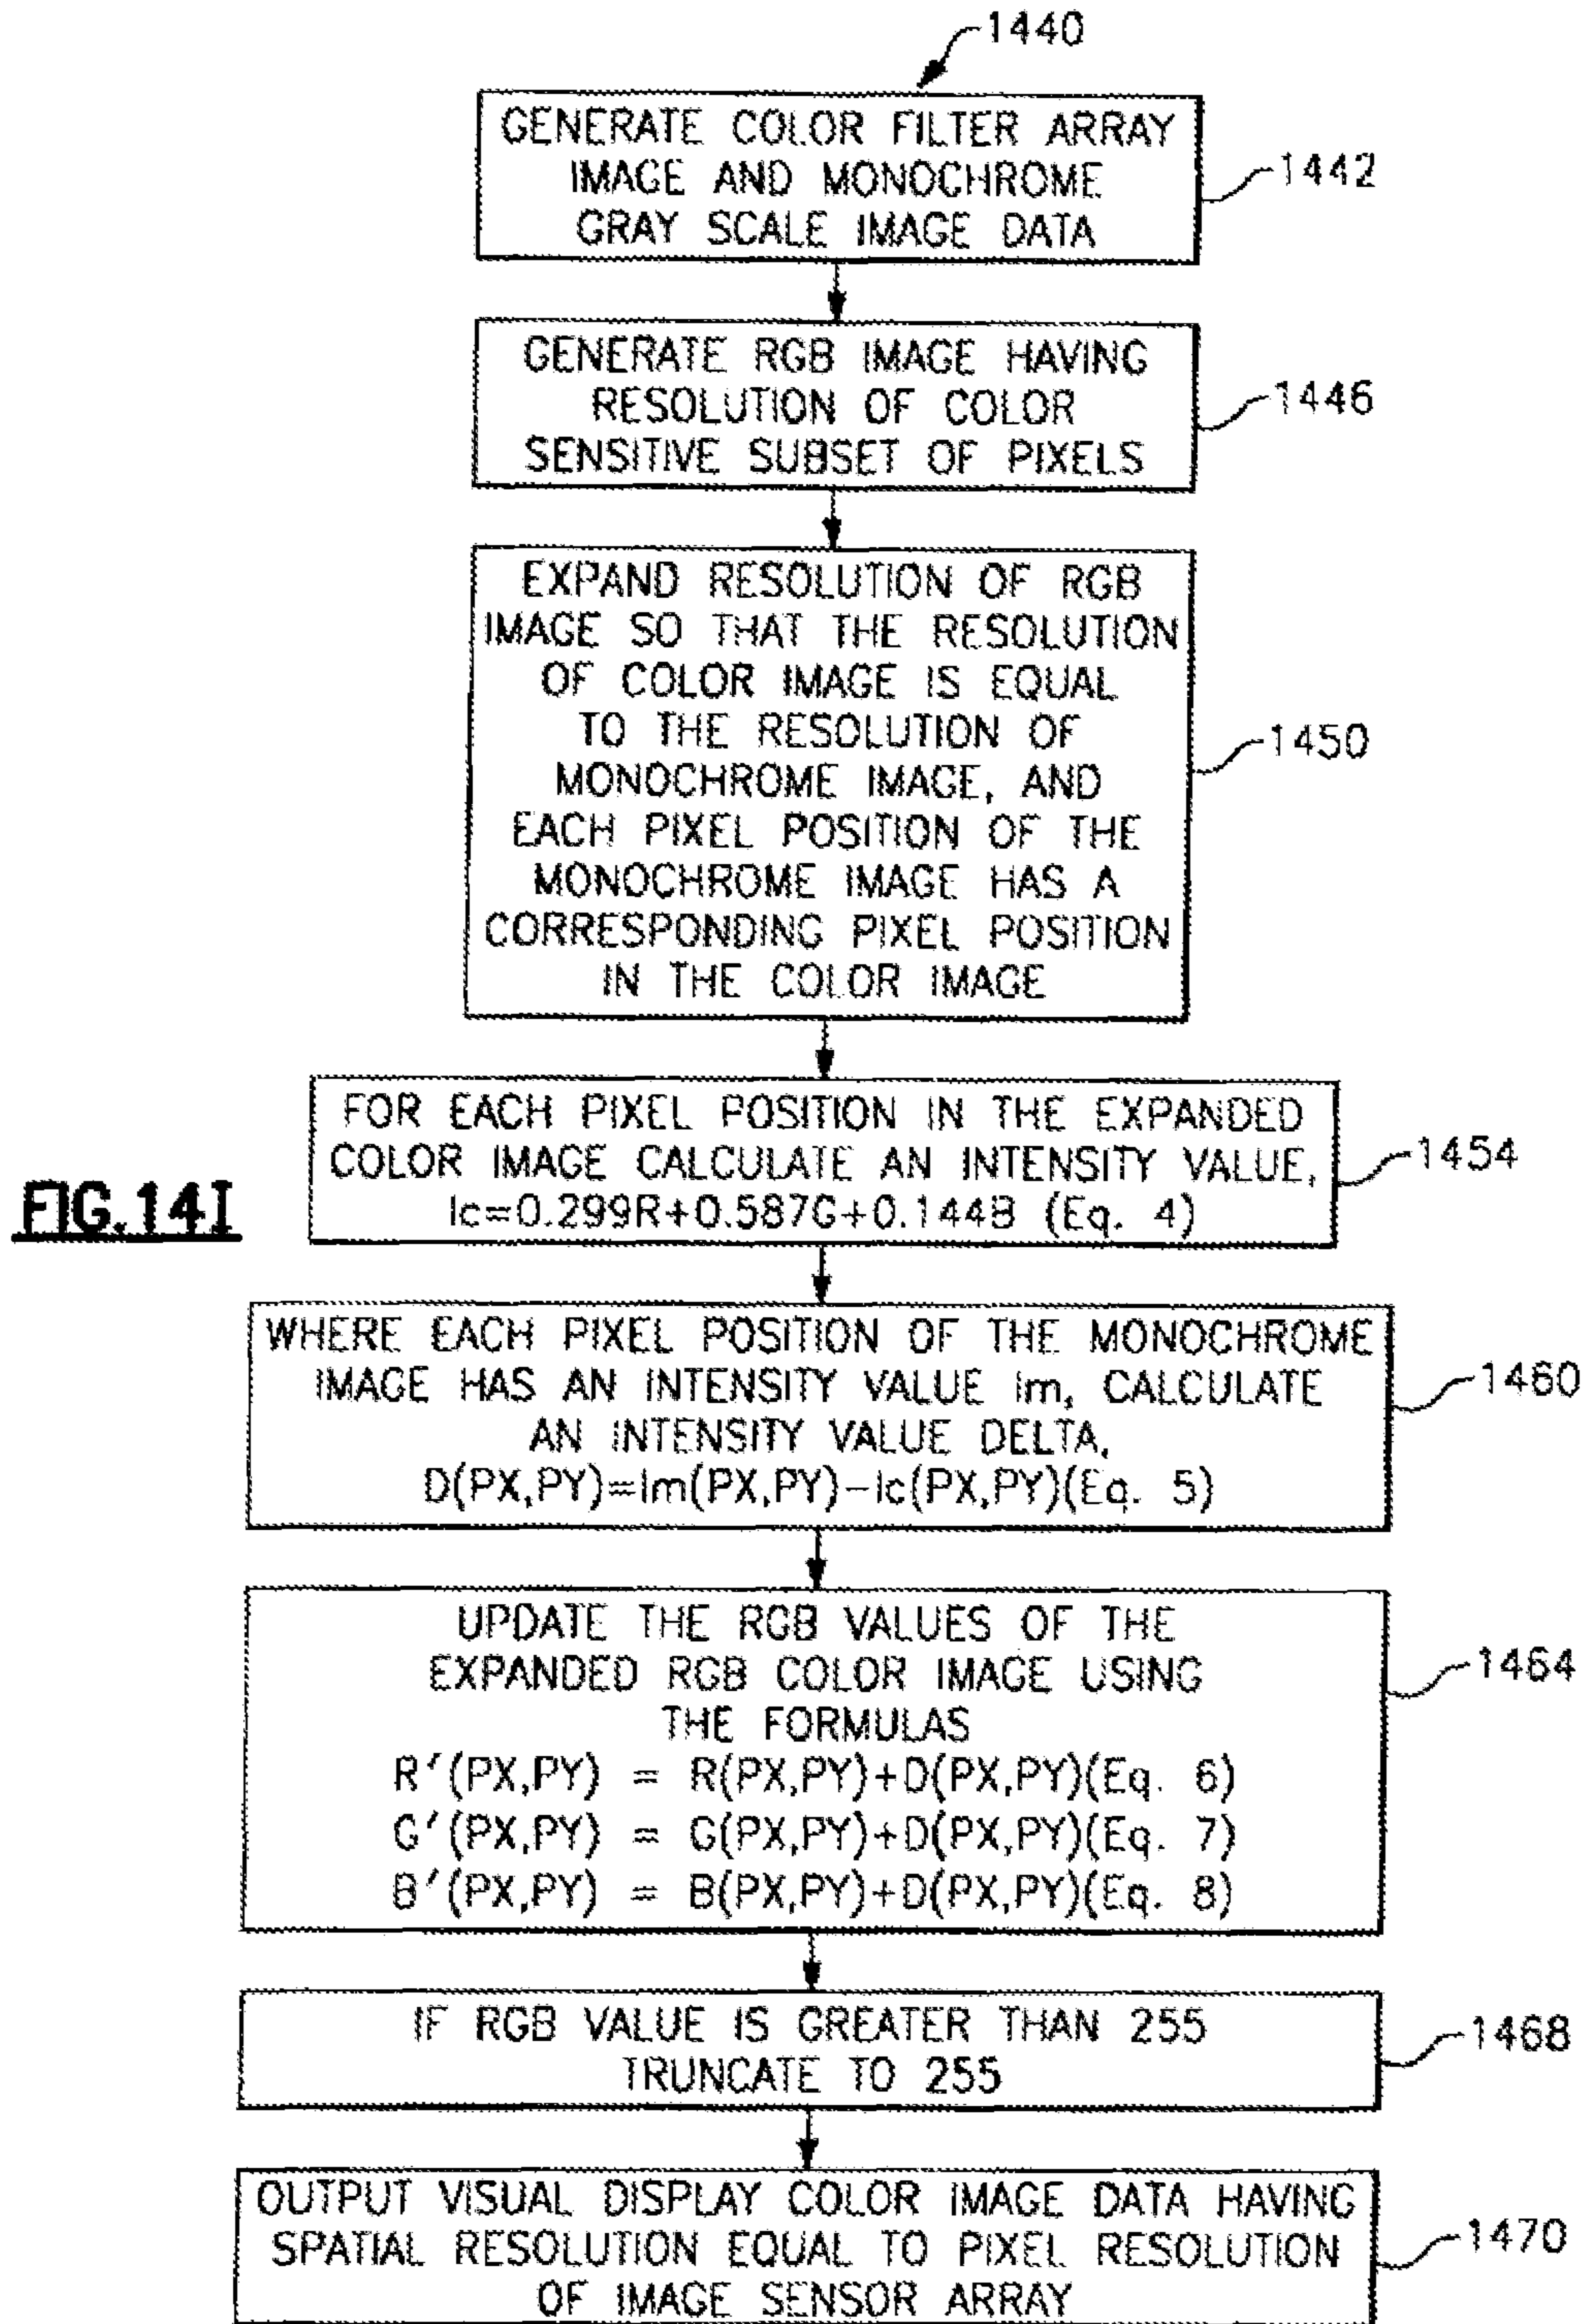 1440
GENERATE COLOR FILTER ARRAY
IMAGE AND MONOCHROME
GRAY SCALE IMAGE DATA
1442
GENERATE RGB IMAGE HAVING
RESOLUTION OF COLOR
SENSITIVE SUBSET OF PIXELS
1446
EXPAND RESOLUTION OF RGB
IMAGE SO THAT THE RESOLUTION
OF COLOR IMAGE IS EQUAL
TO THE RESOLUTION OF
MONOCHROME IMAGE, AND
EACH PIXEL POSITION OF THE
MONOCHROME IMAGE HAS A
CORRESPONDING PIXEL POSITION
IN THE COLOR IMAGE
1450
FOR EACH PIXEL POSITION IN THE EXPANDED
COLOR IMAGE CALCULATE AN INTENSITY VALUE,
Ic=0.299R+0.587G+0.144B (Eq. 4)
1454
FIG.14I
WHERE EACH PIXEL POSITION OF THE MONOCHROME
IMAGE HAS AN INTENSITY VALUE Im, CALCULATE
AN INTENSITY VALUE DELTA,
D(PX,PY)=Im(PX,PY)-Ic(PX,PY)(Eq. 5)
1460
UPDATE THE RGB VALUES OF THE
EXPANDED RGB COLOR IMAGE USING
THE FORMULAS
R'(PX,PY) = R(PX,PY)+D(PX,PY)(Eq. 6)
G'(PX,PY) = G(PX,PY)+D(PX,PY)(Eq. 7)
B'(PX,PY) = B(PX,PY)+D(PX,PY)(Eq. 8)
1464
IF RGB VALUE IS GREATER THAN 255
TRUNCATE TO 255
1468
OUTPUT VISUAL DISPLAY COLOR IMAGE DATA HAVING
SPATIAL RESOLUTION EQUAL TO PIXEL RESOLUTION
OF IMAGE SENSOR ARRAY
1470